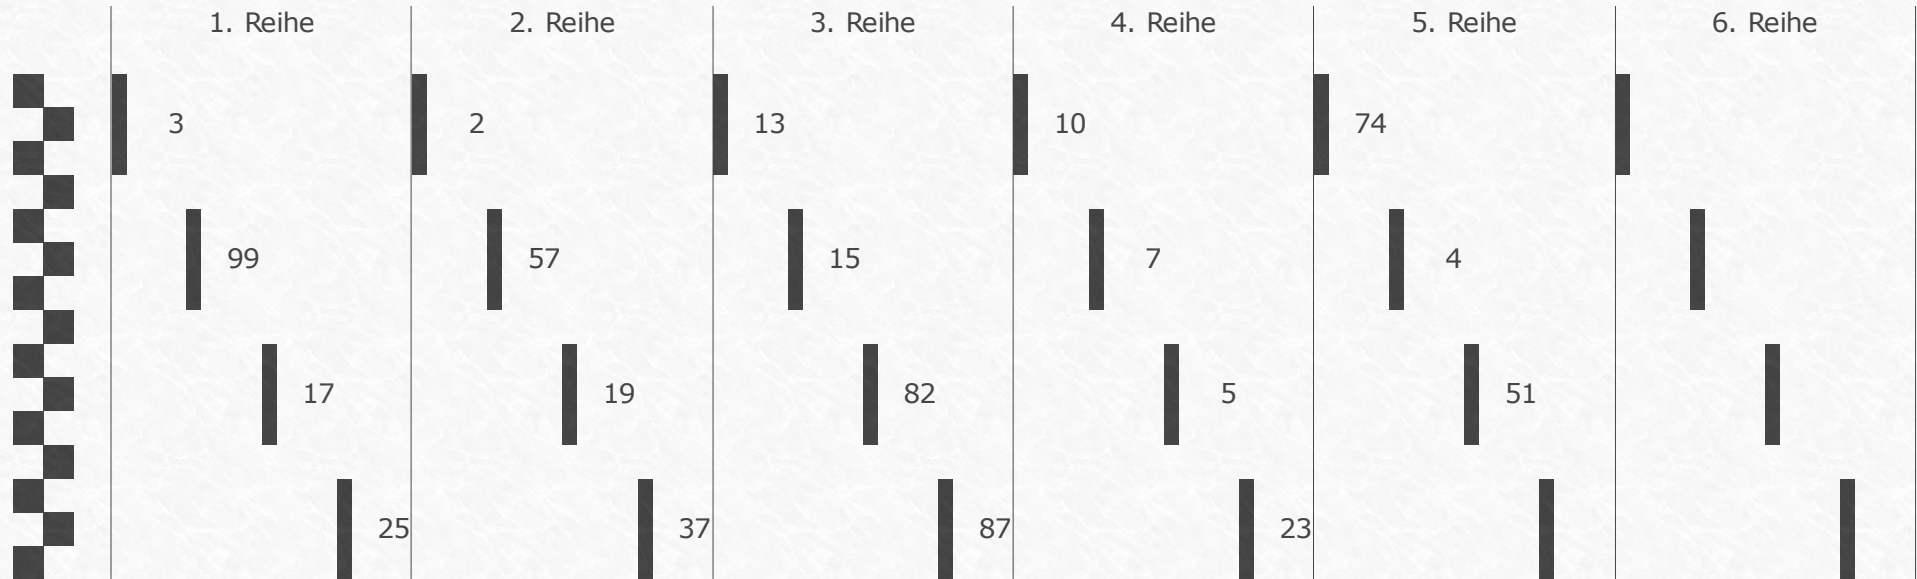 1. Reihe 2. Reihe 3. Reihe 4. Reihe 5. Reihe 6. Reihe
3 2 13 10 74
99 57 15 7 4
17 19 82 5 51
25 37 87 23